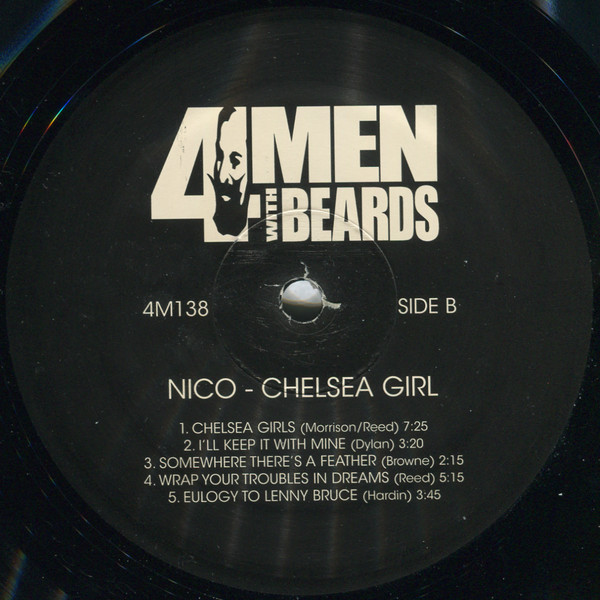 4 MEN
WITH BEARDS
4M138
SIDE B
NICO - CHELSEA GIRL
1. CHELSEA GIRLS (Morrison/Reed) 7:25
2. I'LL KEEP IT WITH MINE (Dylan) 3:20
3. SOMEWHERE THERE'S A FEATHER (Browne) 2:15
4. WRAP YOUR TROUBLES IN DREAMS (Reed) 5:15
5. EULOGY TO LENNY BRUCE (Hardin) 3:45